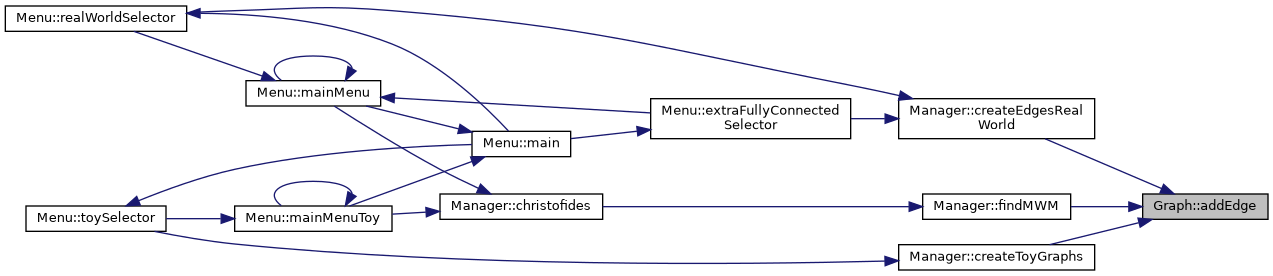 Menu::realWorldSelector
Menu::mainMenu
Menu::extraFullyConnected
Selector
Manager::createEdgesReal
World
Menu::main
Manager::christofides
Manager::findMWM
Graph::addEdge
Menu::toySelector
Menu::mainMenuToy
Manager::createToyGraphs